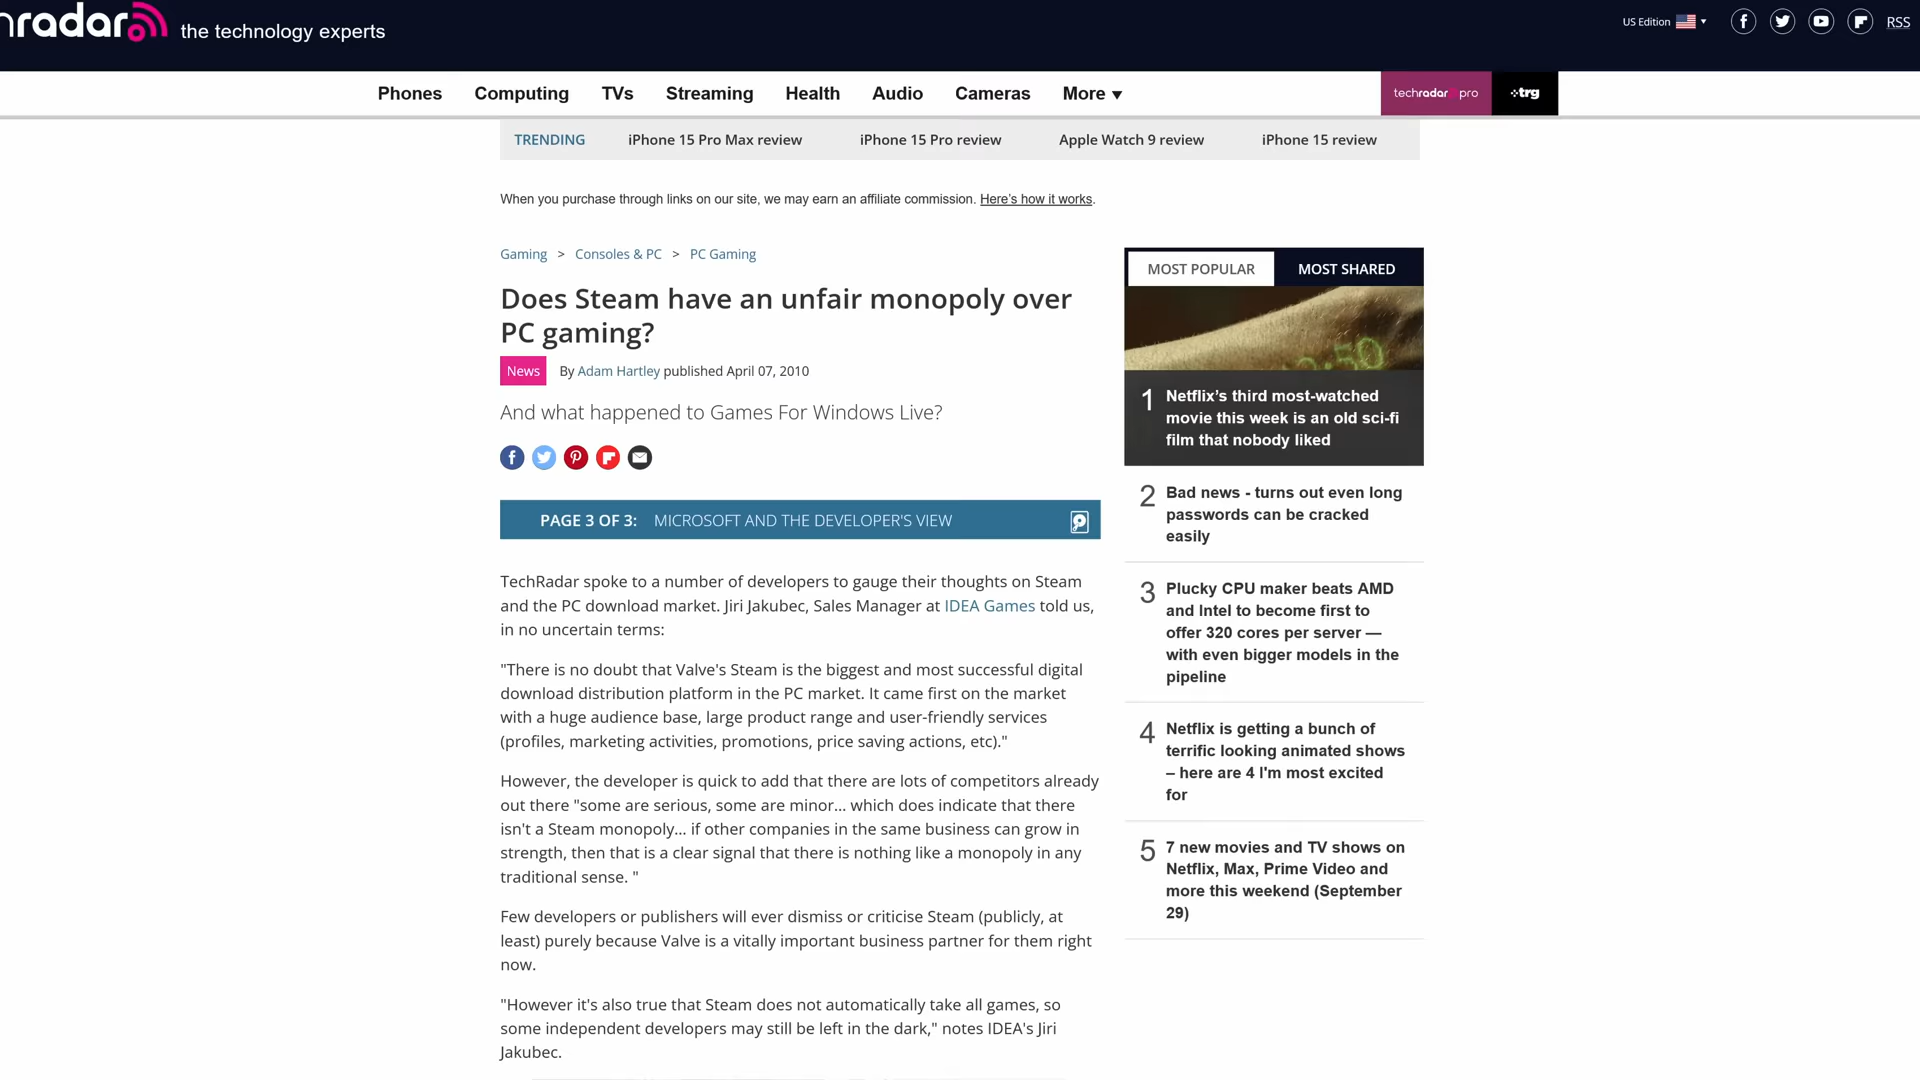 nradar the technology experts
US Edition
RSS
Phones Computing TVs Streaming Health Audio Cameras More
techradar pro
trg
TRENDING iPhone 15 Pro Max review iPhone 15 Pro review Apple Watch 9 review iPhone 15 review
When you purchase through links on our site, we may earn an affiliate commission. Here's how it works.
Gaming > Consoles & PC > PC Gaming
Does Steam have an unfair monopoly over
PC gaming?
News By Adam Hartley published April 07, 2010
And what happened to Games For Windows Live?
PAGE 3 OF 3: MICROSOFT AND THE DEVELOPER'S VIEW
TechRadar spoke to a number of developers to gauge their thoughts on Steam
and the PC download market. Jiri Jakubec, Sales Manager at IDEA Games told us,
in no uncertain terms:
"There is no doubt that Valve's Steam is the biggest and most successful digital
download distribution platform in the PC market. It came first on the market
with a huge audience base, large product range and user-friendly services
(profiles, marketing activities, promotions, price saving actions, etc)."
However, the developer is quick to add that there are lots of competitors already
out there "some are serious, some are minor... which does indicate that there
isn't a Steam monopoly... if other companies in the same business can grow in
strength, then that is a clear signal that there is nothing like a monopoly in any
traditional sense. "
Few developers or publishers will ever dismiss or criticise Steam (publicly, at
least) purely because Valve is a vitally important business partner for them right
now.
"However it's also true that Steam does not automatically take all games, so
some independent developers may still be left in the dark," notes IDEA's Jiri
Jakubec.
MOST POPULAR MOST SHARED
1 Netflix's third most-watched
movie this week is an old sci-fi
film that nobody liked
2 Bad news - turns out even long
passwords can be cracked
easily
3 Plucky CPU maker beats AMD
and Intel to become first to
offer 320 cores per server —
with even bigger models in the
pipeline
4 Netflix is getting a bunch of
terrific looking animated shows
– here are 4 I'm most excited
for
5 7 new movies and TV shows on
Netflix, Max, Prime Video and
more this weekend (September
29)